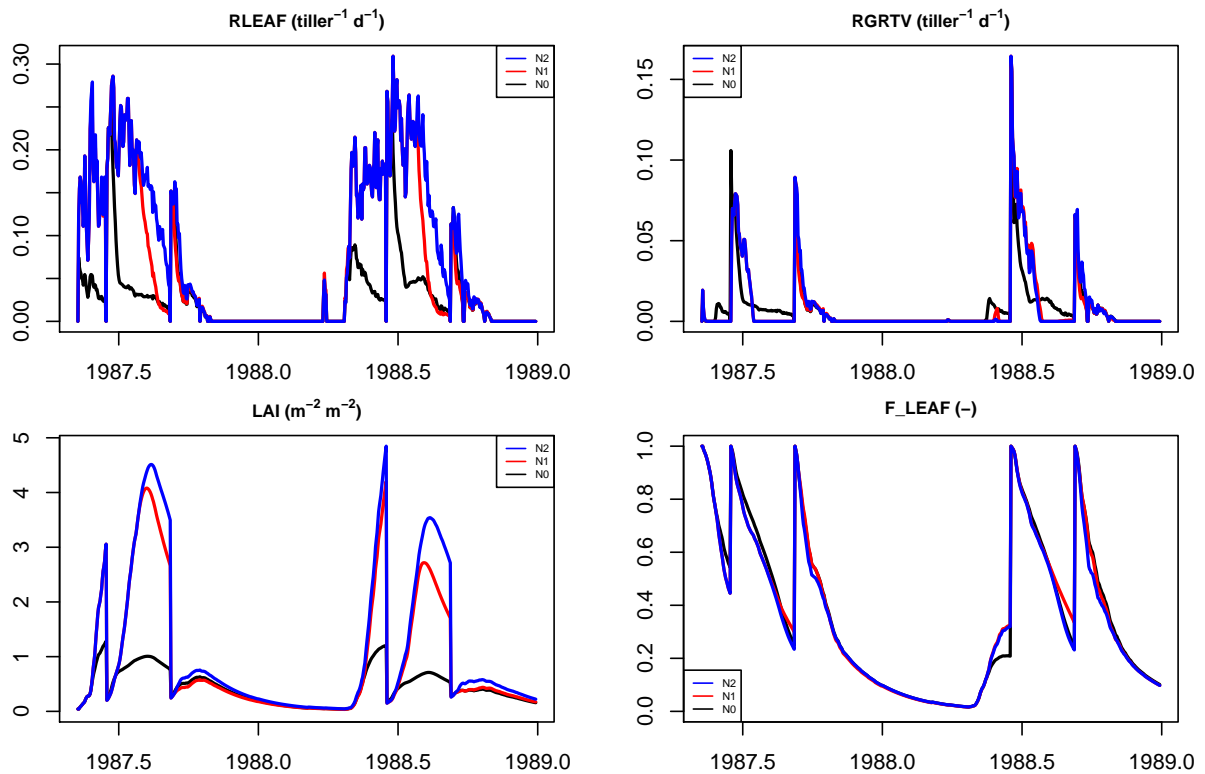 RLEAF (tiller⁻¹ d⁻¹)
N2
N1
N0
0.00
0.10
0.20
0.30
1987.5 1988.0 1988.5 1989.0
RGRTV (tiller⁻¹ d⁻¹)
N2
N1
N0
0.00
0.05
0.10
0.15
1987.5 1988.0 1988.5 1989.0
LAI (m⁻² m⁻²)
N2
N1
N0
0
1
2
3
4
5
1987.5 1988.0 1988.5 1989.0
F_LEAF (−)
N2
N1
N0
0.0
0.2
0.4
0.6
0.8
1.0
1987.5 1988.0 1988.5 1989.0